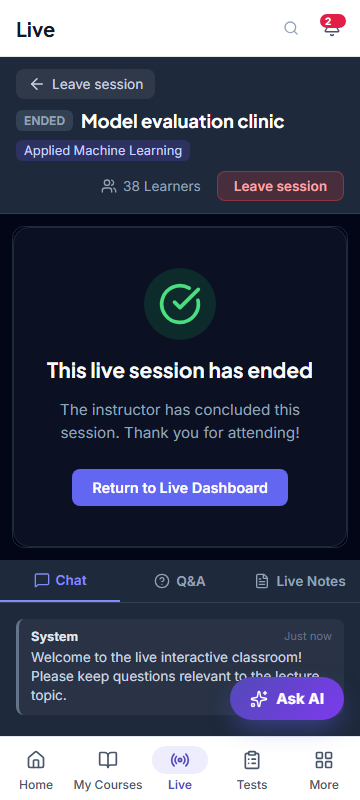 Live
2
Leave session
ENDED Model evaluation clinic
Applied Machine Learning
38 Learners Leave session
This live session has ended
The instructor has concluded this
session. Thank you for attending!
Return to Live Dashboard
Chat Q&A Live Notes
System Just now
Welcome to the live interactive classroom!
Please keep questions relevant to the lecture
topic.
Ask AI
Home My Courses Live Tests More